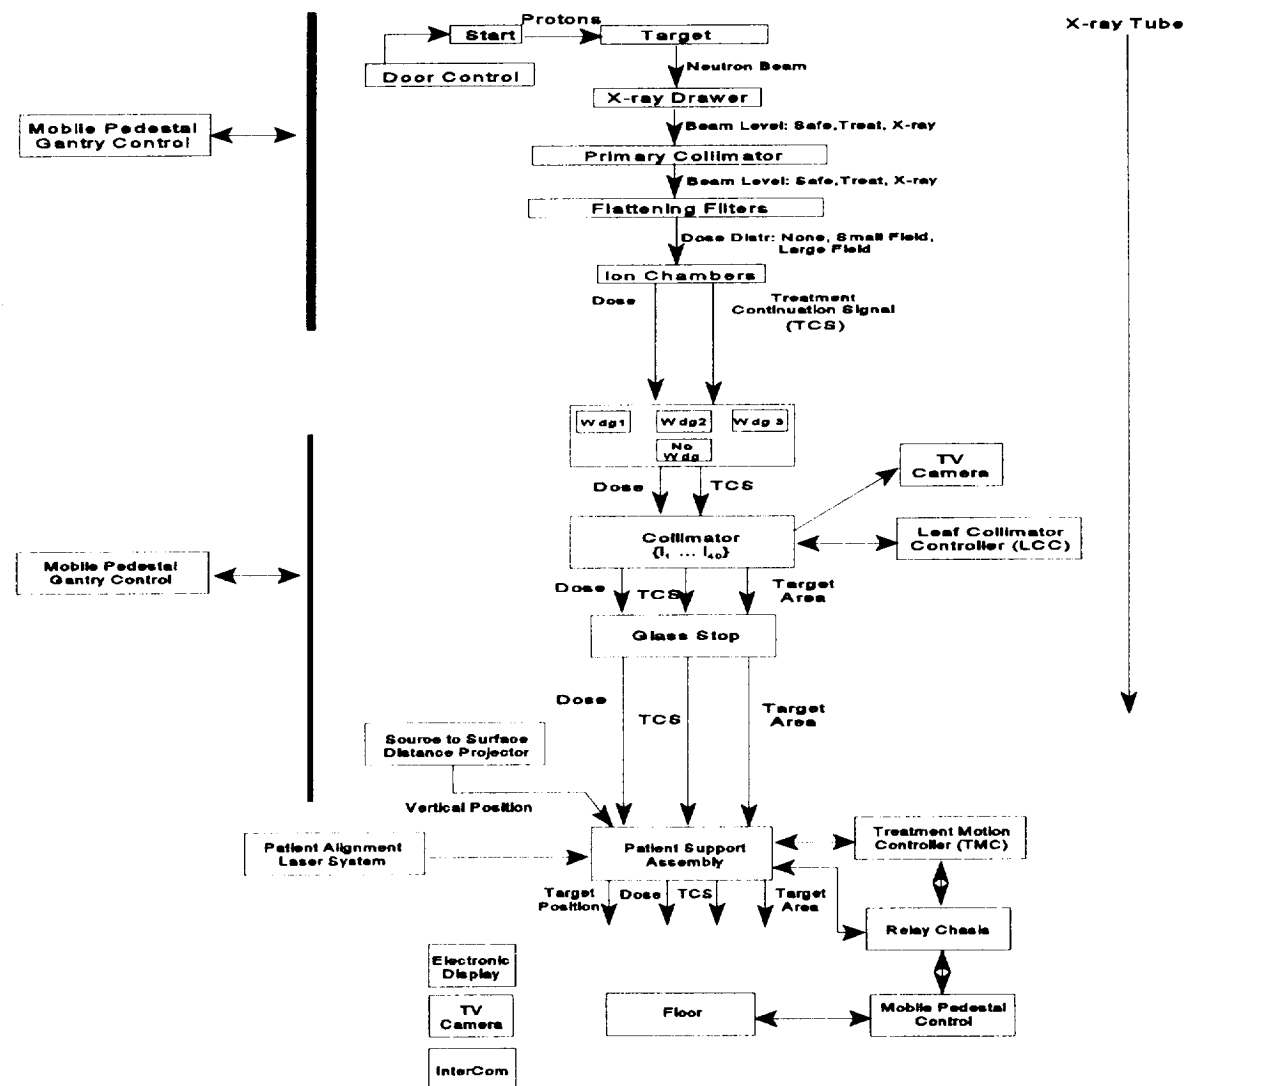 Protons
X-ray Tube
Start
Target
Door Control
Neutron Beam
X-ray Drawer
Mobile Pedestal
Gantry Control
Beam Level: Safe,Treat, X-ray
Primary Collimator
Beam Level: Safe,Treat, X-ray
Flattening Filters
Dose Distr: None, Small Field,
Large Field
Ion Chambers
Dose
Treatment
Continuation Signal
(TCS)
Wdg1
Wdg2
Wdg 3
No
Wdg
TV
Camera
Dose
TCS
Collimator
{l1 ... l40}
Leaf Collimator
Controller (LCC)
Mobile Pedestal
Gantry Control
Dose
TCS
Target
Area
Glass Stop
Dose
TCS
Target
Area
Source to Surface
Distance Projector
Vertical Position
Patient Alignment
Laser System
Patient Support
Assembly
Treatment Motion
Controller (TMC)
Target
Position
Dose
TCS
Target
Area
Relay Chasis
Electronic
Display
TV
Camera
Floor
Mobile Pedestal
Control
InterCom